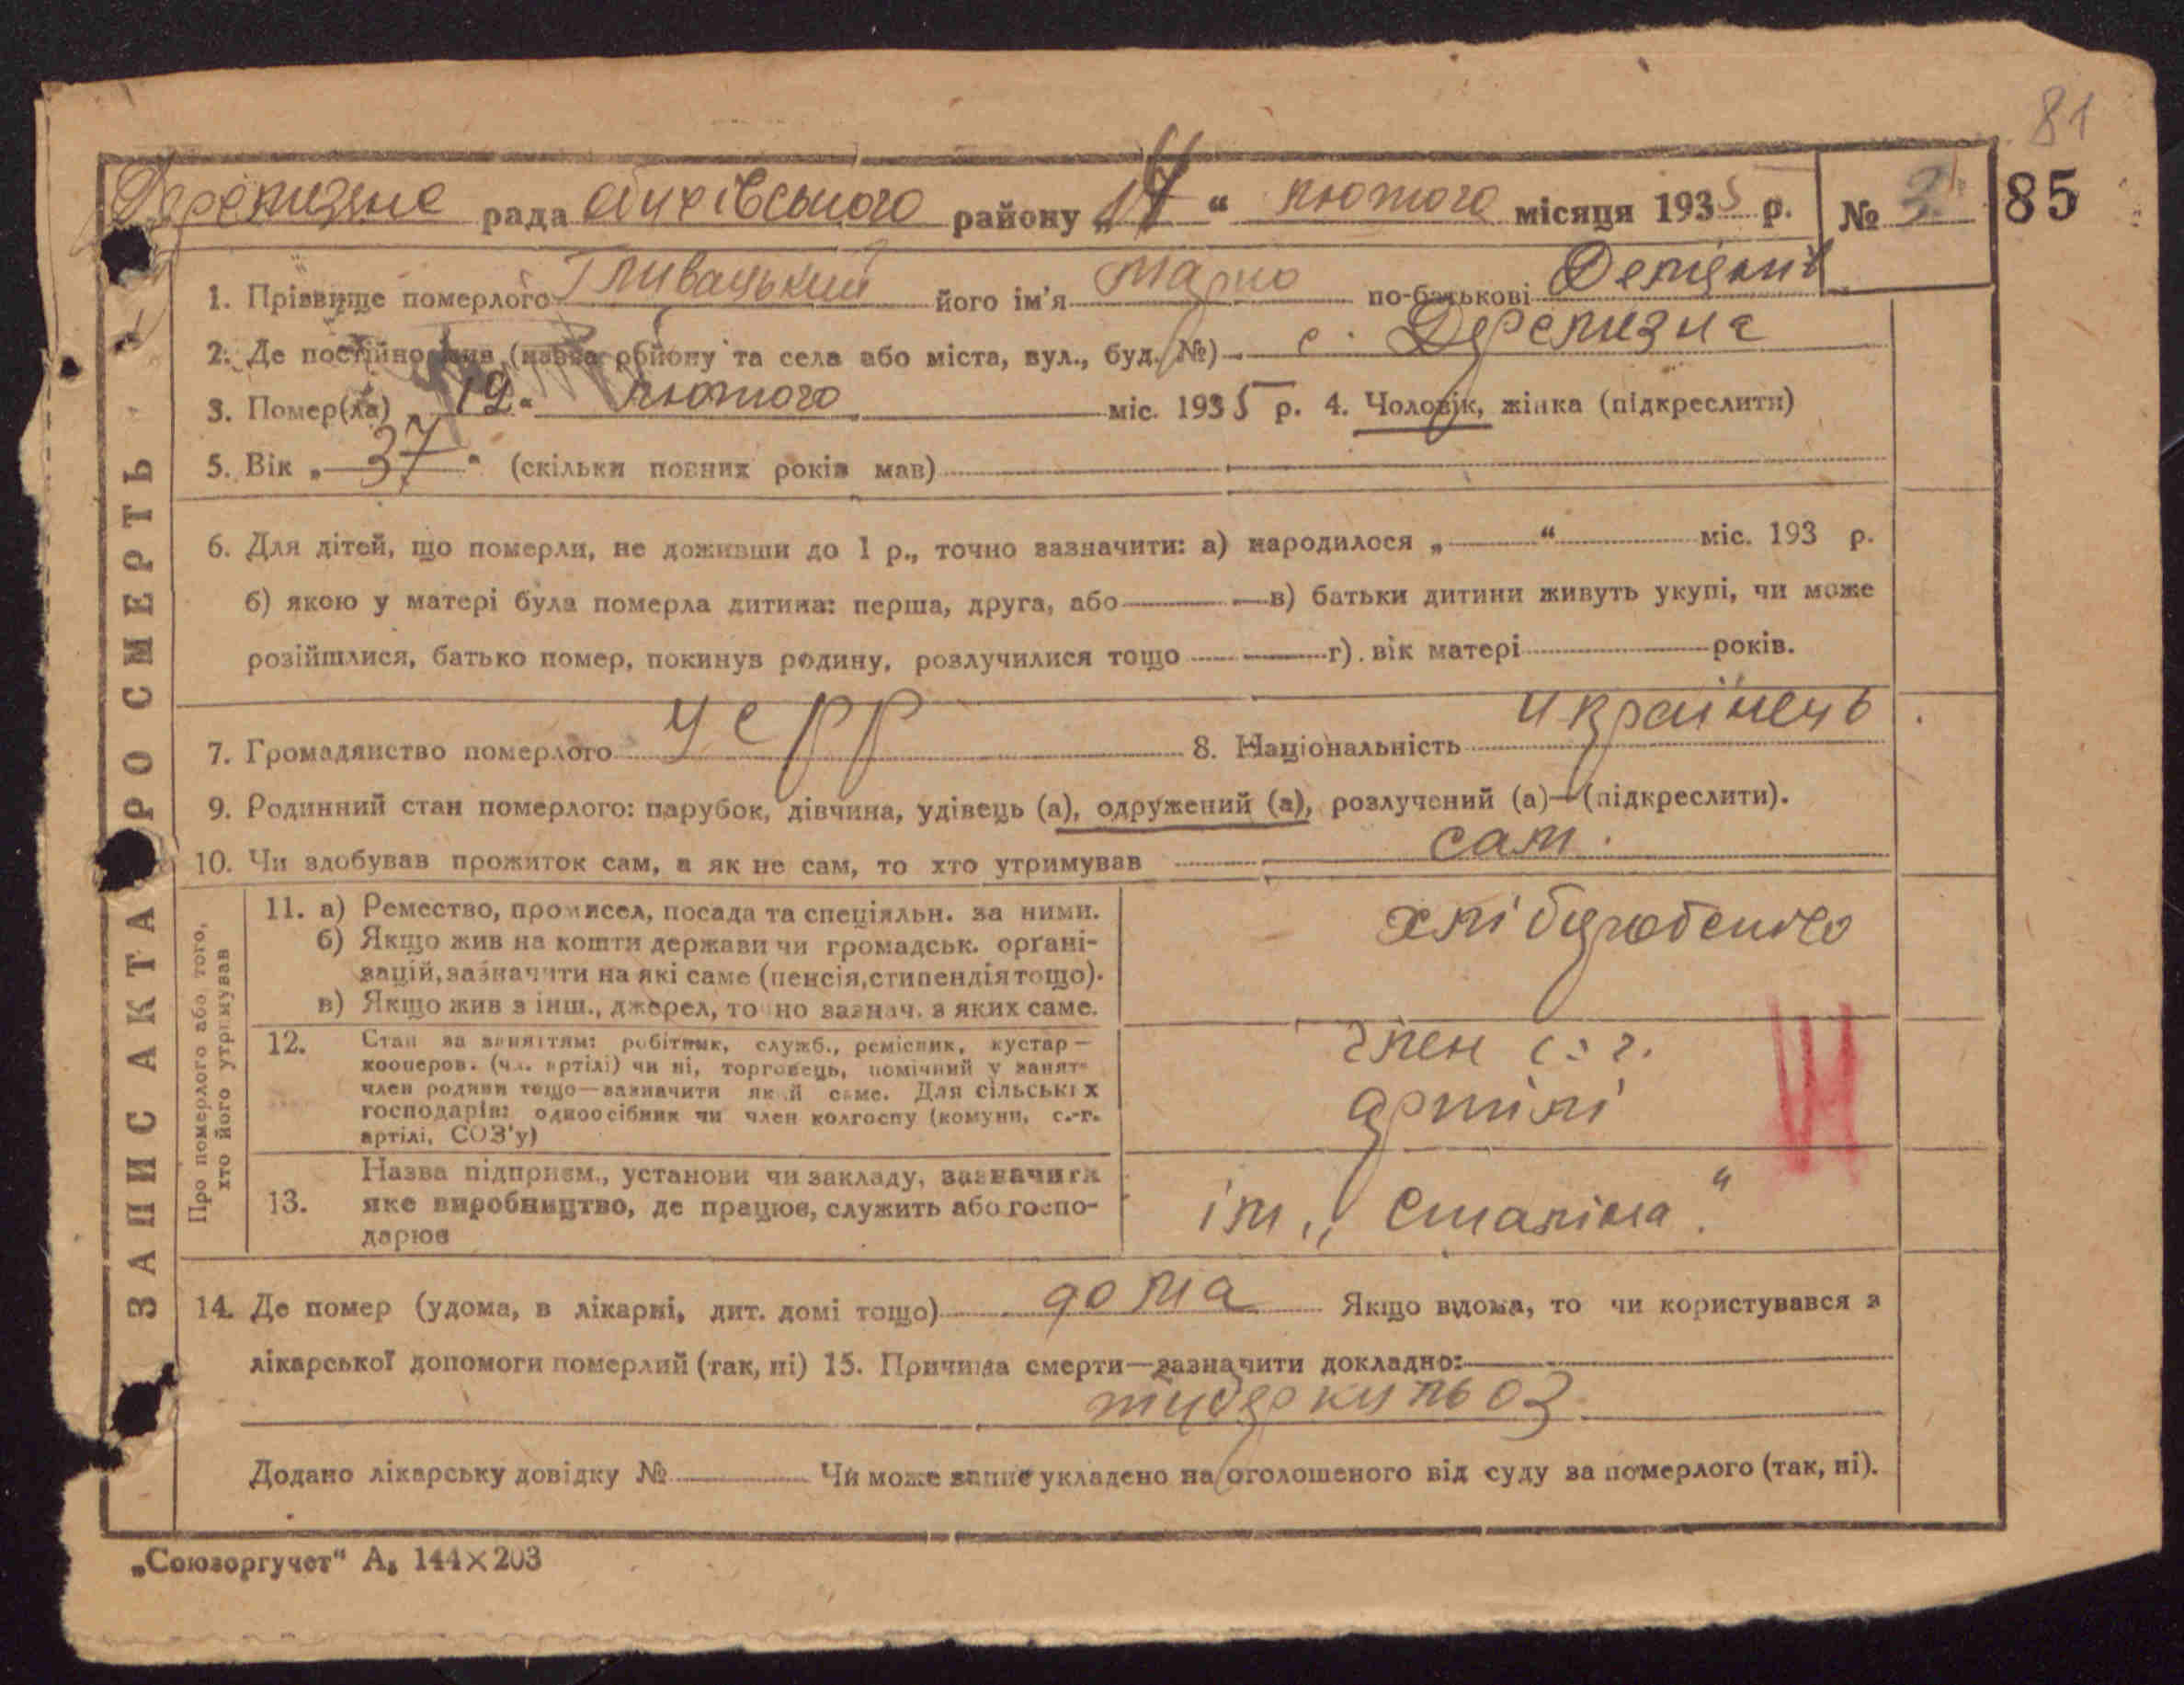 81
Деревизне рада обухівського району „14“ лютого місяця 1935 р. № 3 85
ЗАПИС АКТА ПРО СМЕРТЬ
1. Прізвище померлого Гливацький його ім'я Марко по-батькові
2. Де постійно жив (назва району та села або міста, вул., буд. №) с.
3. Помер(ла) „12“ лютого міс. 1935 р. 4. Чоловік, жінка (підкреслити)
5. Вік „37“ (скільки повних років мав)
6. Для дітей, що померли, не доживши до 1 р., точно зазначити: а) народилося „ “ міс. 193 р.
б) якою у матері була померла дитина: перша, друга, або в) батьки дитини живуть укупі, чи може
розійшлися, батько помер, покинув родину, розлучилися тощо г). вік матері років.
7. Громадянство померлого усрр 8. Національність українець
9. Родинний стан померлого: парубок, дівчина, удівець (а), одружений (а), розлучений (а)—(підкреслити).
10. Чи здобував прожиток сам, а як не сам, то хто утримував сам.
Про померлого або того, хто його утримував
11. а) Ремество, промисел, посада та спеціяльн. за ними.
б) Якщо жив на кошти держави чи громадськ. орґані-
зацій, зазначити на які саме (пенсія, стипендія тощо).
в) Якщо жив з інш., джерел, точно зазнач. з яких саме.
хліборобство
12. Стан за заняттям: робітник, служб., ремісник, кустар—
кооперов. (чл. артілі) чи ні, торговець, помічний у занят-
член родини тощо—зазначити який саме. Для сільських
господарів: одноосібник чи член колгоспу (комуни, с.-г.
артілі, СОЗ'у)
член с. г.
артілі
13. Назва підприєм., установи чи закладу, зазначити
яке виробництво, де працює, служить або госпо-
дарює
ім „Сталіна“
14. Де помер (удома, в лікарні, дит. домі тощо) дома Якщо вдома, то чи користувався з
лікарської допомоги померлий (так, ні) 15. Причина смерти—зазначити докладно:
туберкульоз
Додано лікарську довідку № Чи може запис укладено на оголошеного від суду за померлого (так, ні).
„Союзоргучет“ А₅ 144×203